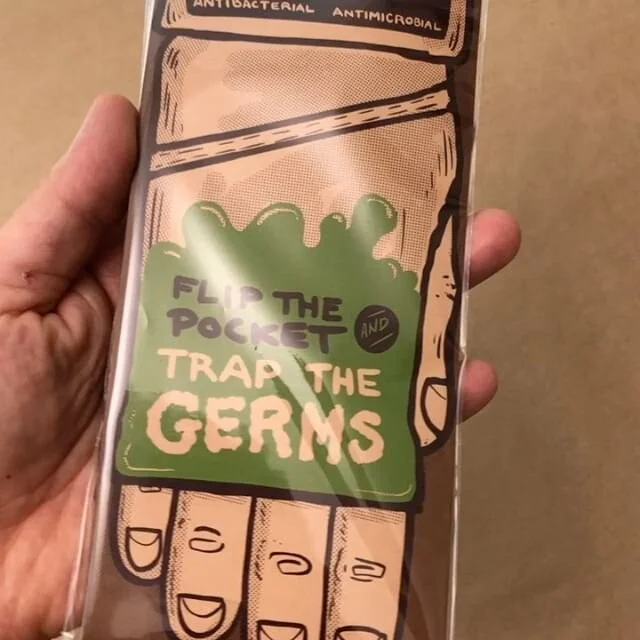 ANTIBACTERIAL ANTIMICROBIAL
FLIP THE
POCKET AND
TRAP THE
GERMS